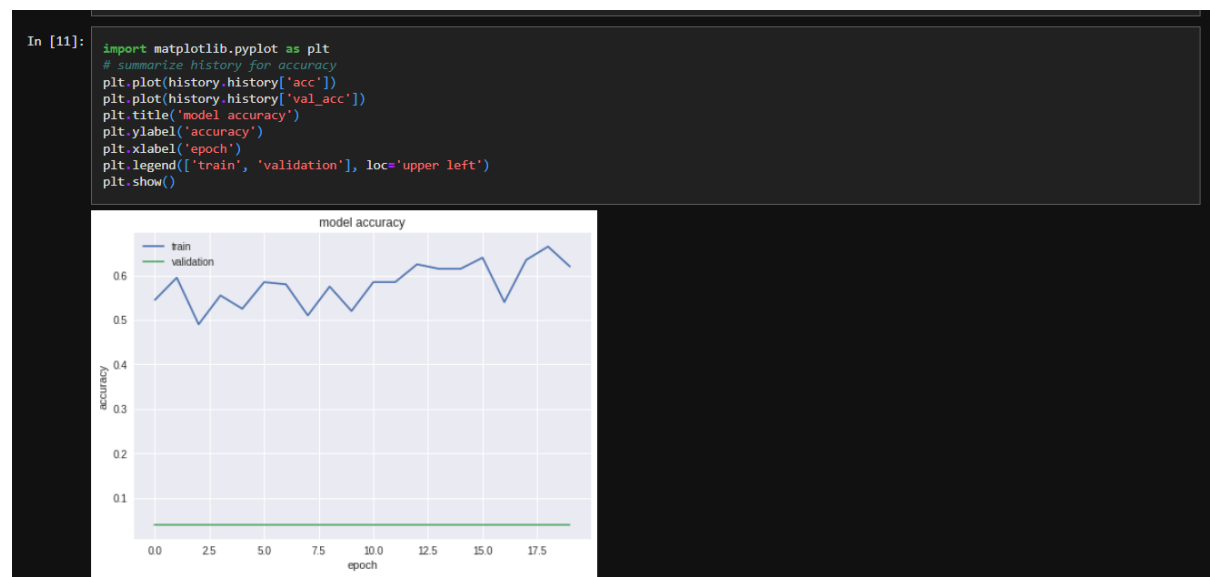 In [11]:
import matplotlib.pyplot as plt
# summarize history for accuracy
plt.plot(history.history['acc'])
plt.plot(history.history['val_acc'])
plt.title('model accuracy')
plt.ylabel('accuracy')
plt.xlabel('epoch')
plt.legend(['train', 'validation'], loc='upper left')
plt.show()
model accuracy
train
validation
0.6
0.5
0.4
0.3
0.2
0.1
accuracy
0.0 2.5 5.0 7.5 10.0 12.5 15.0 17.5
epoch